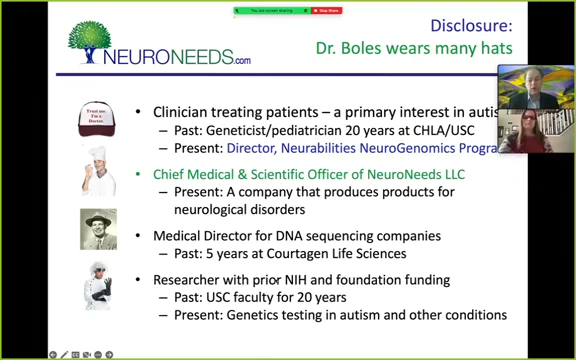 You are screen sharing
Stop Share
Disclosure:
Dr. Boles wears many hats
NEURONEEDS.com
Trust me,
I'm a
Doctor.
• Clinician treating patients – a primary interest in autis
– Past: Geneticist/pediatrician 20 years at CHLA/USC
– Present: Director, Neurabilities NeuroGenomics Progra
• Chief Medical & Scientific Officer of NeuroNeeds LLC
– Present: A company that produces products for
neurological disorders
• Medical Director for DNA sequencing companies
– Past: 5 years at Courtagen Life Sciences
• Researcher with prior NIH and foundation funding
– Past: USC faculty for 20 years
– Present: Genetics testing in autism and other conditions